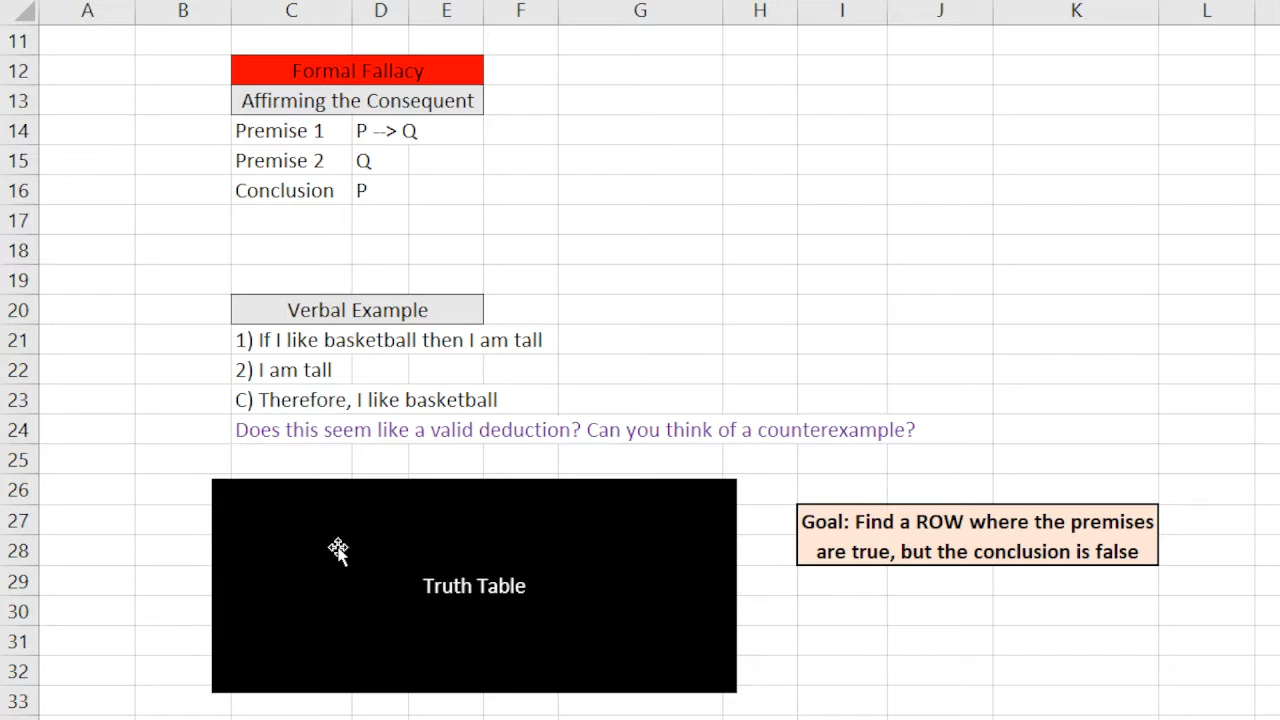 A B C D E F G H I J K L
11
12 Formal Fallacy
13 Affirming the Consequent
14 Premise 1 P --> Q
15 Premise 2 Q
16 Conclusion P
17
18
19
20 Verbal Example
21 1) If I like basketball then I am tall
22 2) I am tall
23 C) Therefore, I like basketball
24 Does this seem like a valid deduction? Can you think of a counterexample?
25
26
27 Goal: Find a ROW where the premises
28 are true, but the conclusion is false
29 Truth Table
30
31
32
33